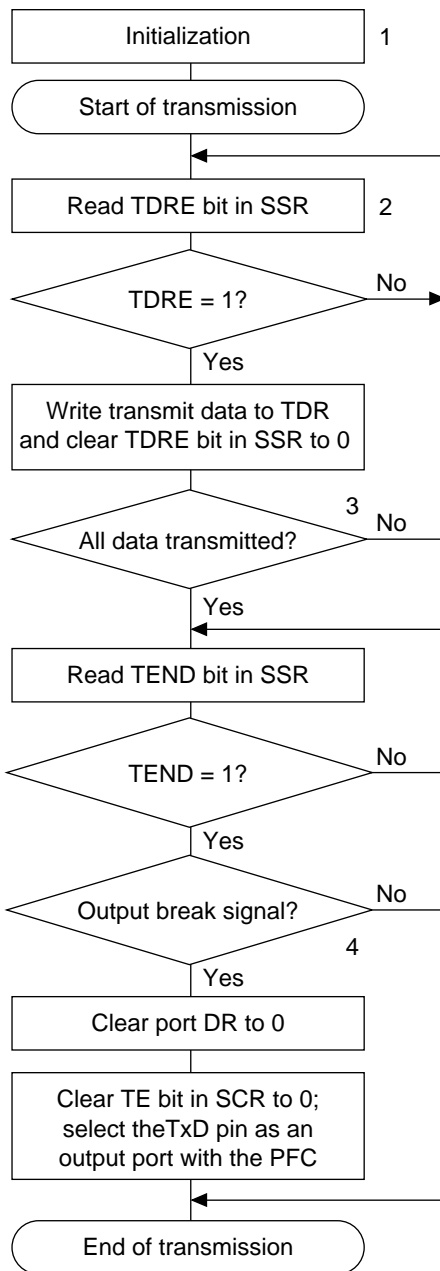 Initialization
1
Start of transmission
Read TDRE bit in SSR
2
TDRE = 1?
No
Yes
Write transmit data to TDR
and clear TDRE bit in SSR to 0
3
No
All data transmitted?
Yes
Read TEND bit in SSR
No
TEND = 1?
Yes
No
Output break signal?
4
Yes
Clear port DR to 0
Clear TE bit in SCR to 0;
select theTxD pin as an
output port with the PFC
End of transmission